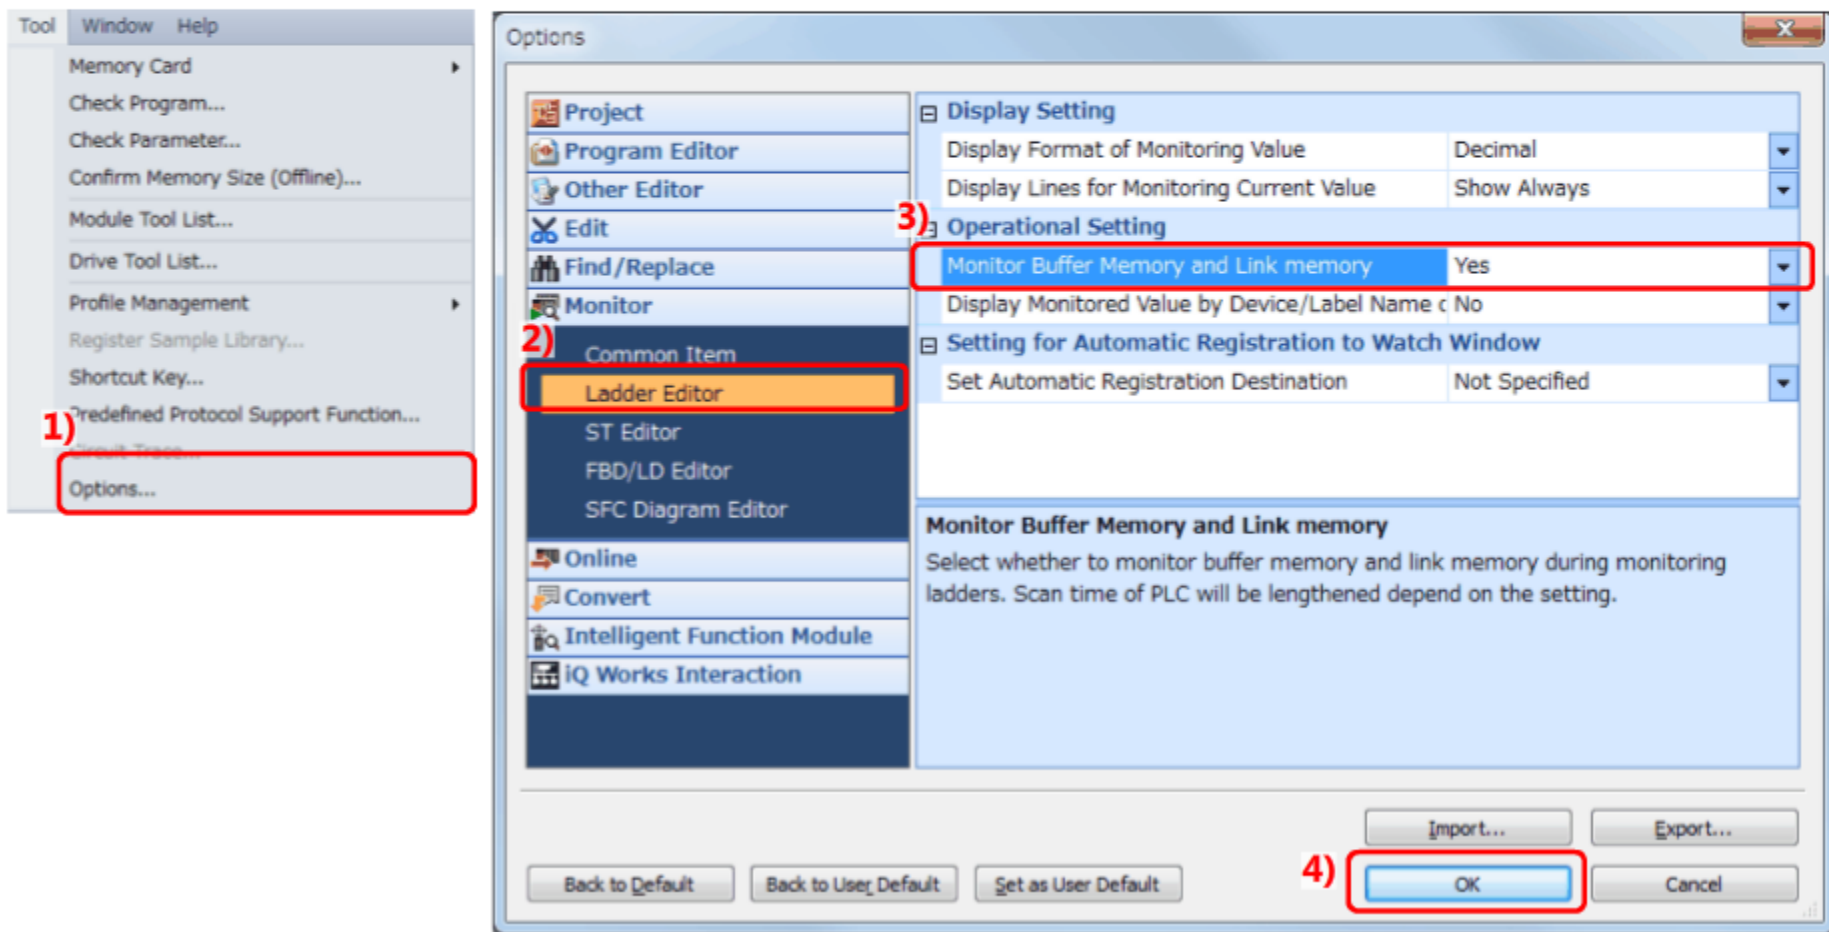 Tool Window Help
Memory Card
Check Program...
Check Parameter...
Confirm Memory Size (Offline)...
Module Tool List...
Drive Tool List...
Profile Management
Register Sample Library...
Shortcut Key...
Predefined Protocol Support Function...
1)
Circuit Trace...
Options...
Options
Project
Program Editor
Other Editor
Edit
Find/Replace
Monitor
2)
Common Item
Ladder Editor
ST Editor
FBD/LD Editor
SFC Diagram Editor
Online
Convert
Intelligent Function Module
iQ Works Interaction
Display Setting
Display Format of Monitoring Value Decimal
Display Lines for Monitoring Current Value Show Always
3)
Operational Setting
Monitor Buffer Memory and Link memory Yes
Display Monitored Value by Device/Label Name No
Setting for Automatic Registration to Watch Window
Set Automatic Registration Destination Not Specified
Monitor Buffer Memory and Link memory
Select whether to monitor buffer memory and link memory during monitoring
ladders. Scan time of PLC will be lengthened depend on the setting.
Import... Export...
Back to Default Back to User Default Set as User Default 4) OK Cancel